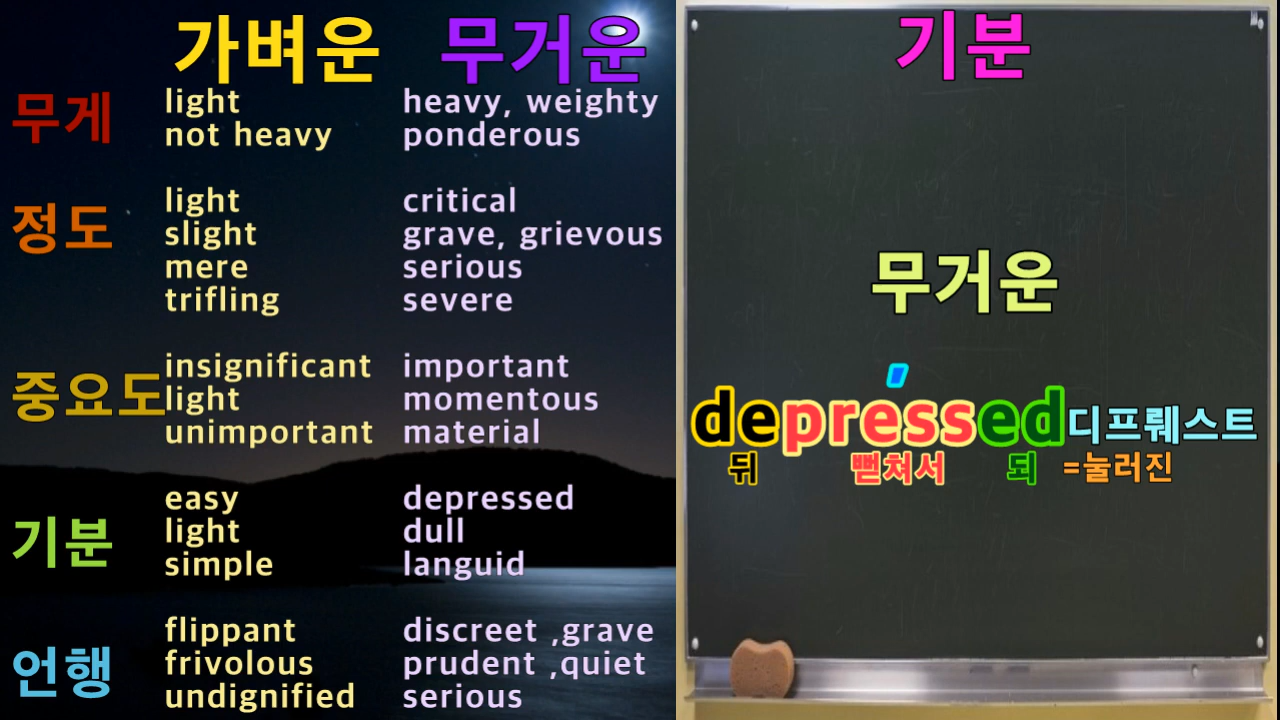 가벼운 무거운
무게
light heavy, weighty
not heavy ponderous
정도
light critical
slight grave, grievous
mere serious
trifling severe
중요도
insignificant important
light momentous
unimportant material
기분
easy depressed
light dull
simple languid
언행
flippant discreet ,grave
frivolous prudent ,quiet
undignified serious
기분
무거운
depressed 디프뤠스트
뒤 뻗쳐서 되 =눌러진